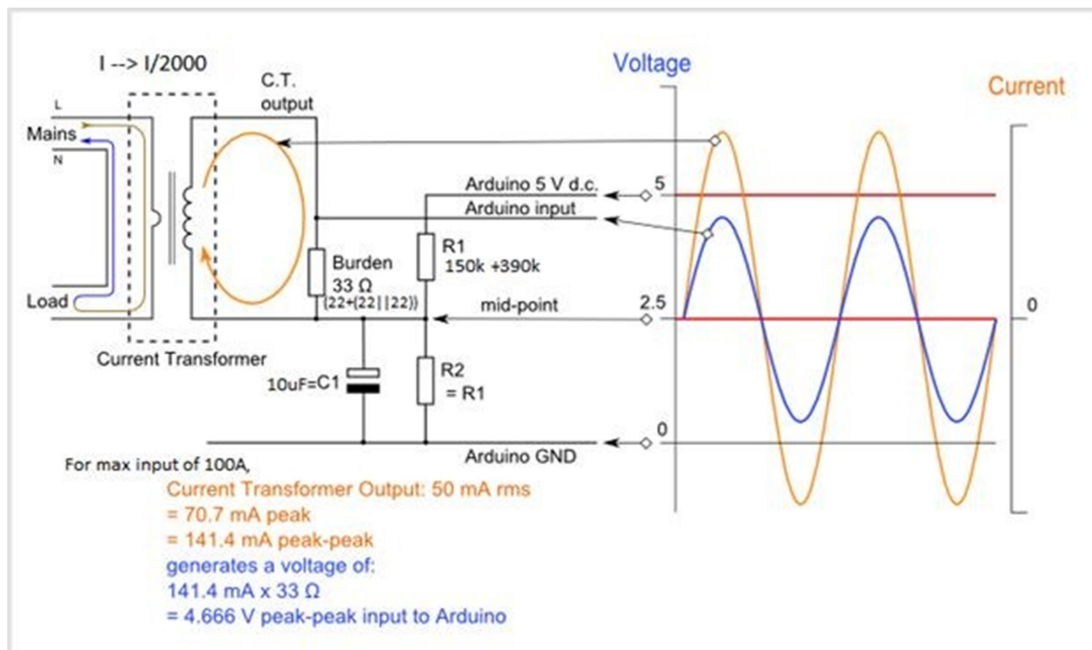 I --> I/2000
C.T.
output
Voltage
Current
L
Mains
N
Arduino 5 V d.c.
5
Arduino input
R1
150k +390k
Burden
33 Ω
(22+(22||22))
mid-point
2.5
0
Load
Current Transformer
10uF=C1
R2
= R1
0
Arduino GND
For max input of 100A,
Current Transformer Output: 50 mA rms
= 70.7 mA peak
= 141.4 mA peak-peak
generates a voltage of:
141.4 mA x 33 Ω
= 4.666 V peak-peak input to Arduino